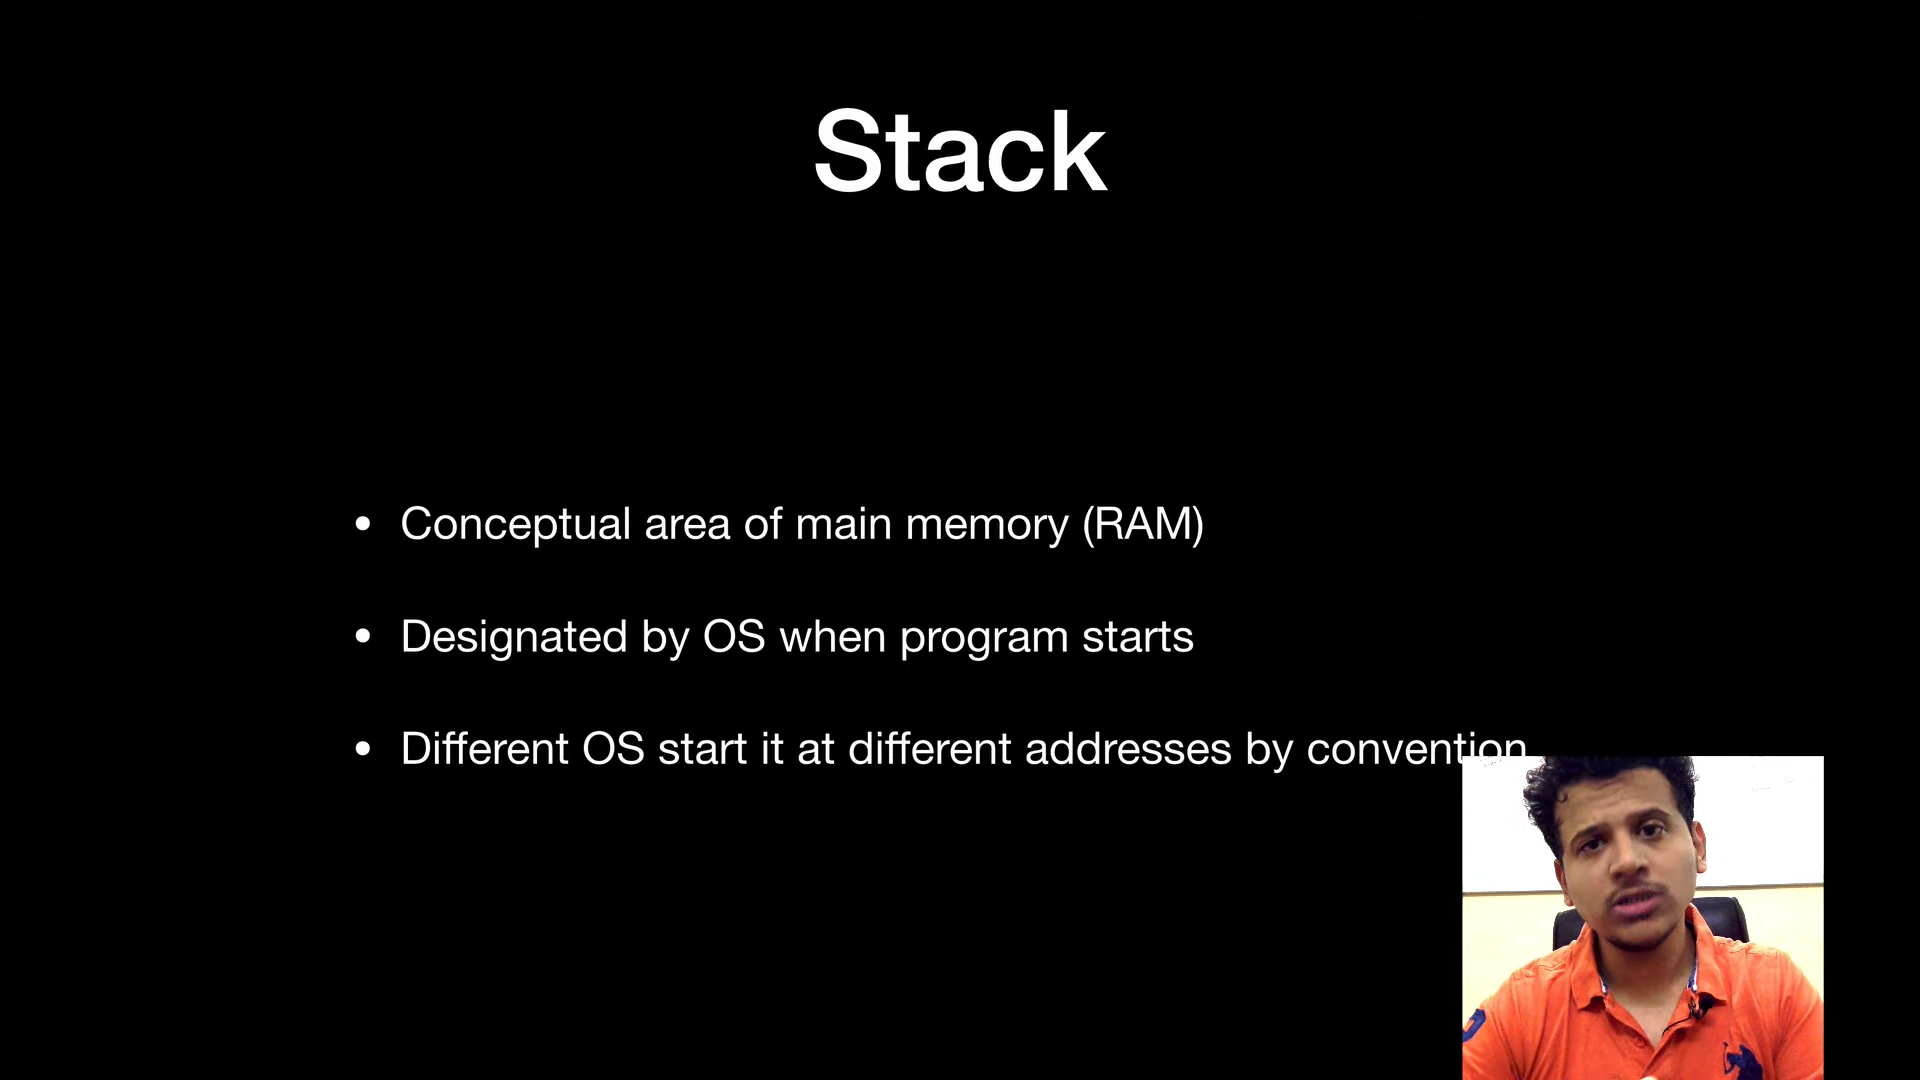 Stack
• Conceptual area of main memory (RAM)
• Designated by OS when program starts
• Different OS start it at different addresses by convention